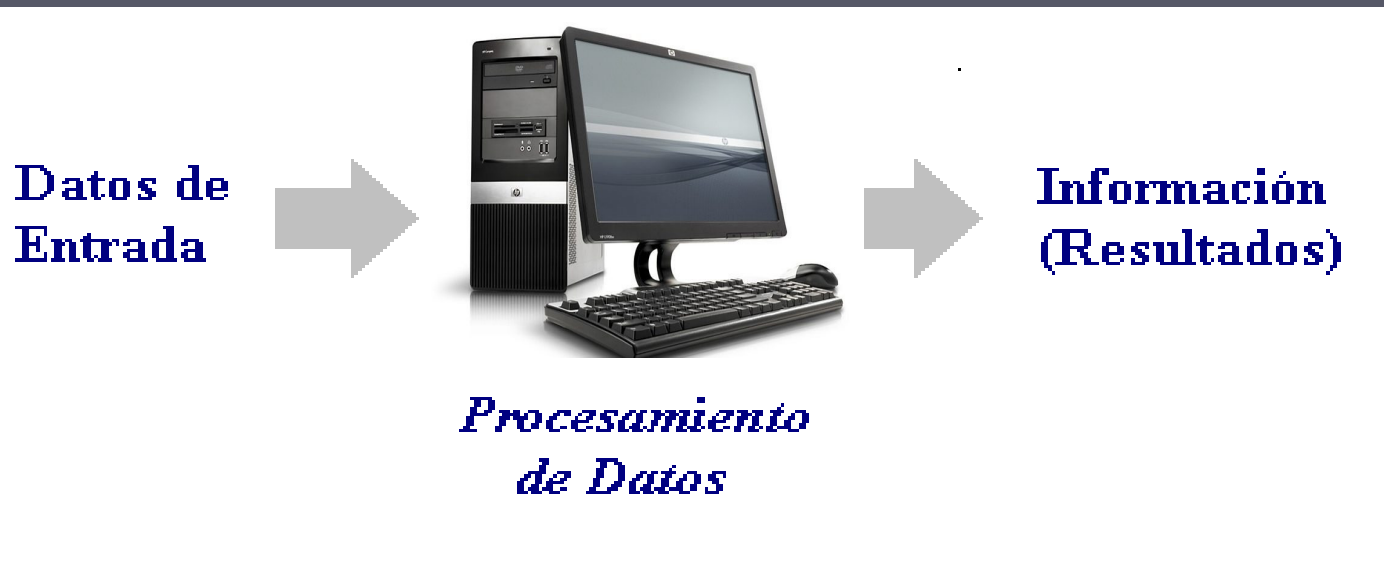 Datos de
Entrada
Procesamiento
de Datos
Información
(Resultados)